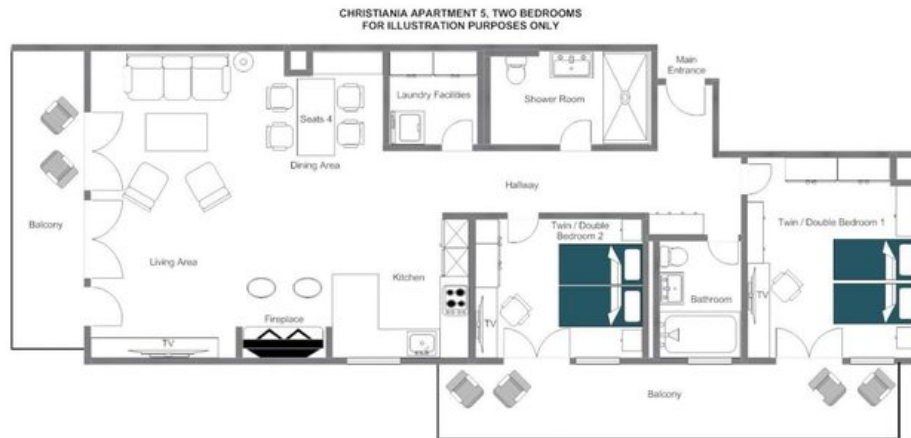 CHRISTIANIA APARTMENT 5, TWO BEDROOMS
FOR ILLUSTRATION PURPOSES ONLY
Main
Entrance
Laundry Facilities
Shower Room
Seats 4
Dining Area
Hallway
Balcony
Living Area
Kitchen
Twin / Double
Bedroom 2
Twin / Double Bedroom 1
Bathroom
Fireplace
TV
TV
TV
Balcony